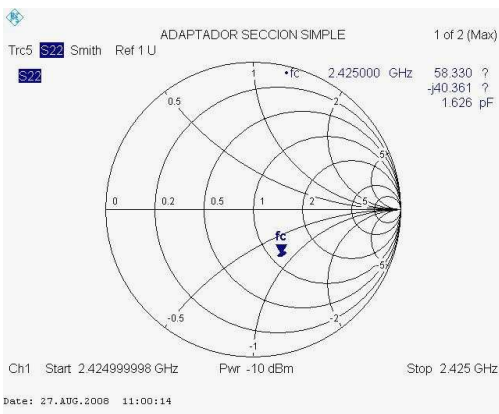 ADAPTADOR SECCION SIMPLE
1 of 2 (Max)
Trc5 S22 Smith Ref 1 U
S22
•fc 2.425000 GHz 58.330 ?
-j40.361 ?
1.626 pF
1
0.5
2
5
0 0.2 0.5 1 2 5
fc
-5
-0.5
-2
-1
Ch1 Start 2.424999998 GHz Pwr -10 dBm Stop 2.425 GHz
Date: 27.AUG.2008 11:00:14